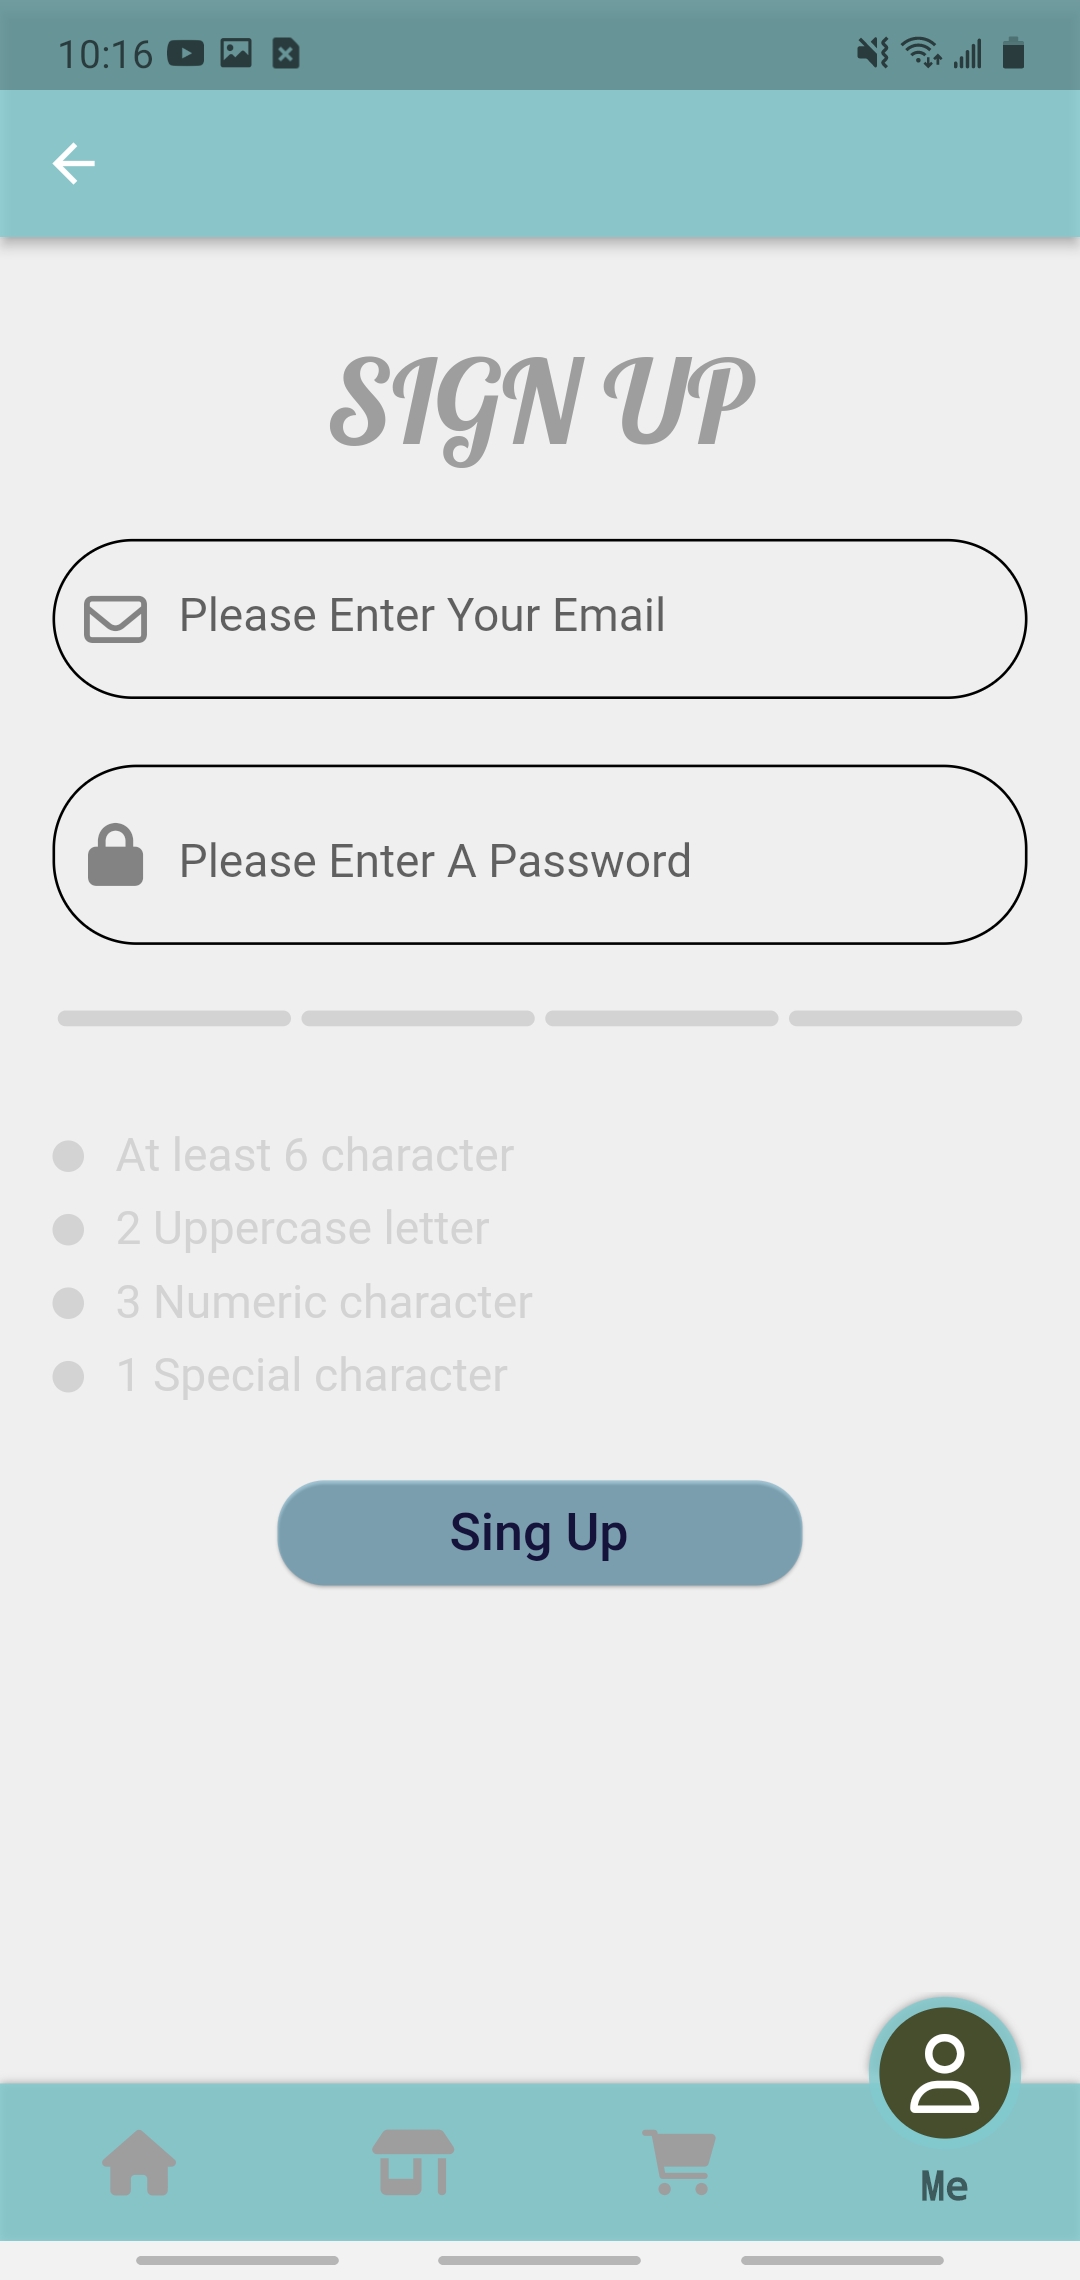 10:16
SIGN UP
Please Enter Your Email
Please Enter A Password
At least 6 character
2 Uppercase letter
3 Numeric character
1 Special character
Sing Up
Me